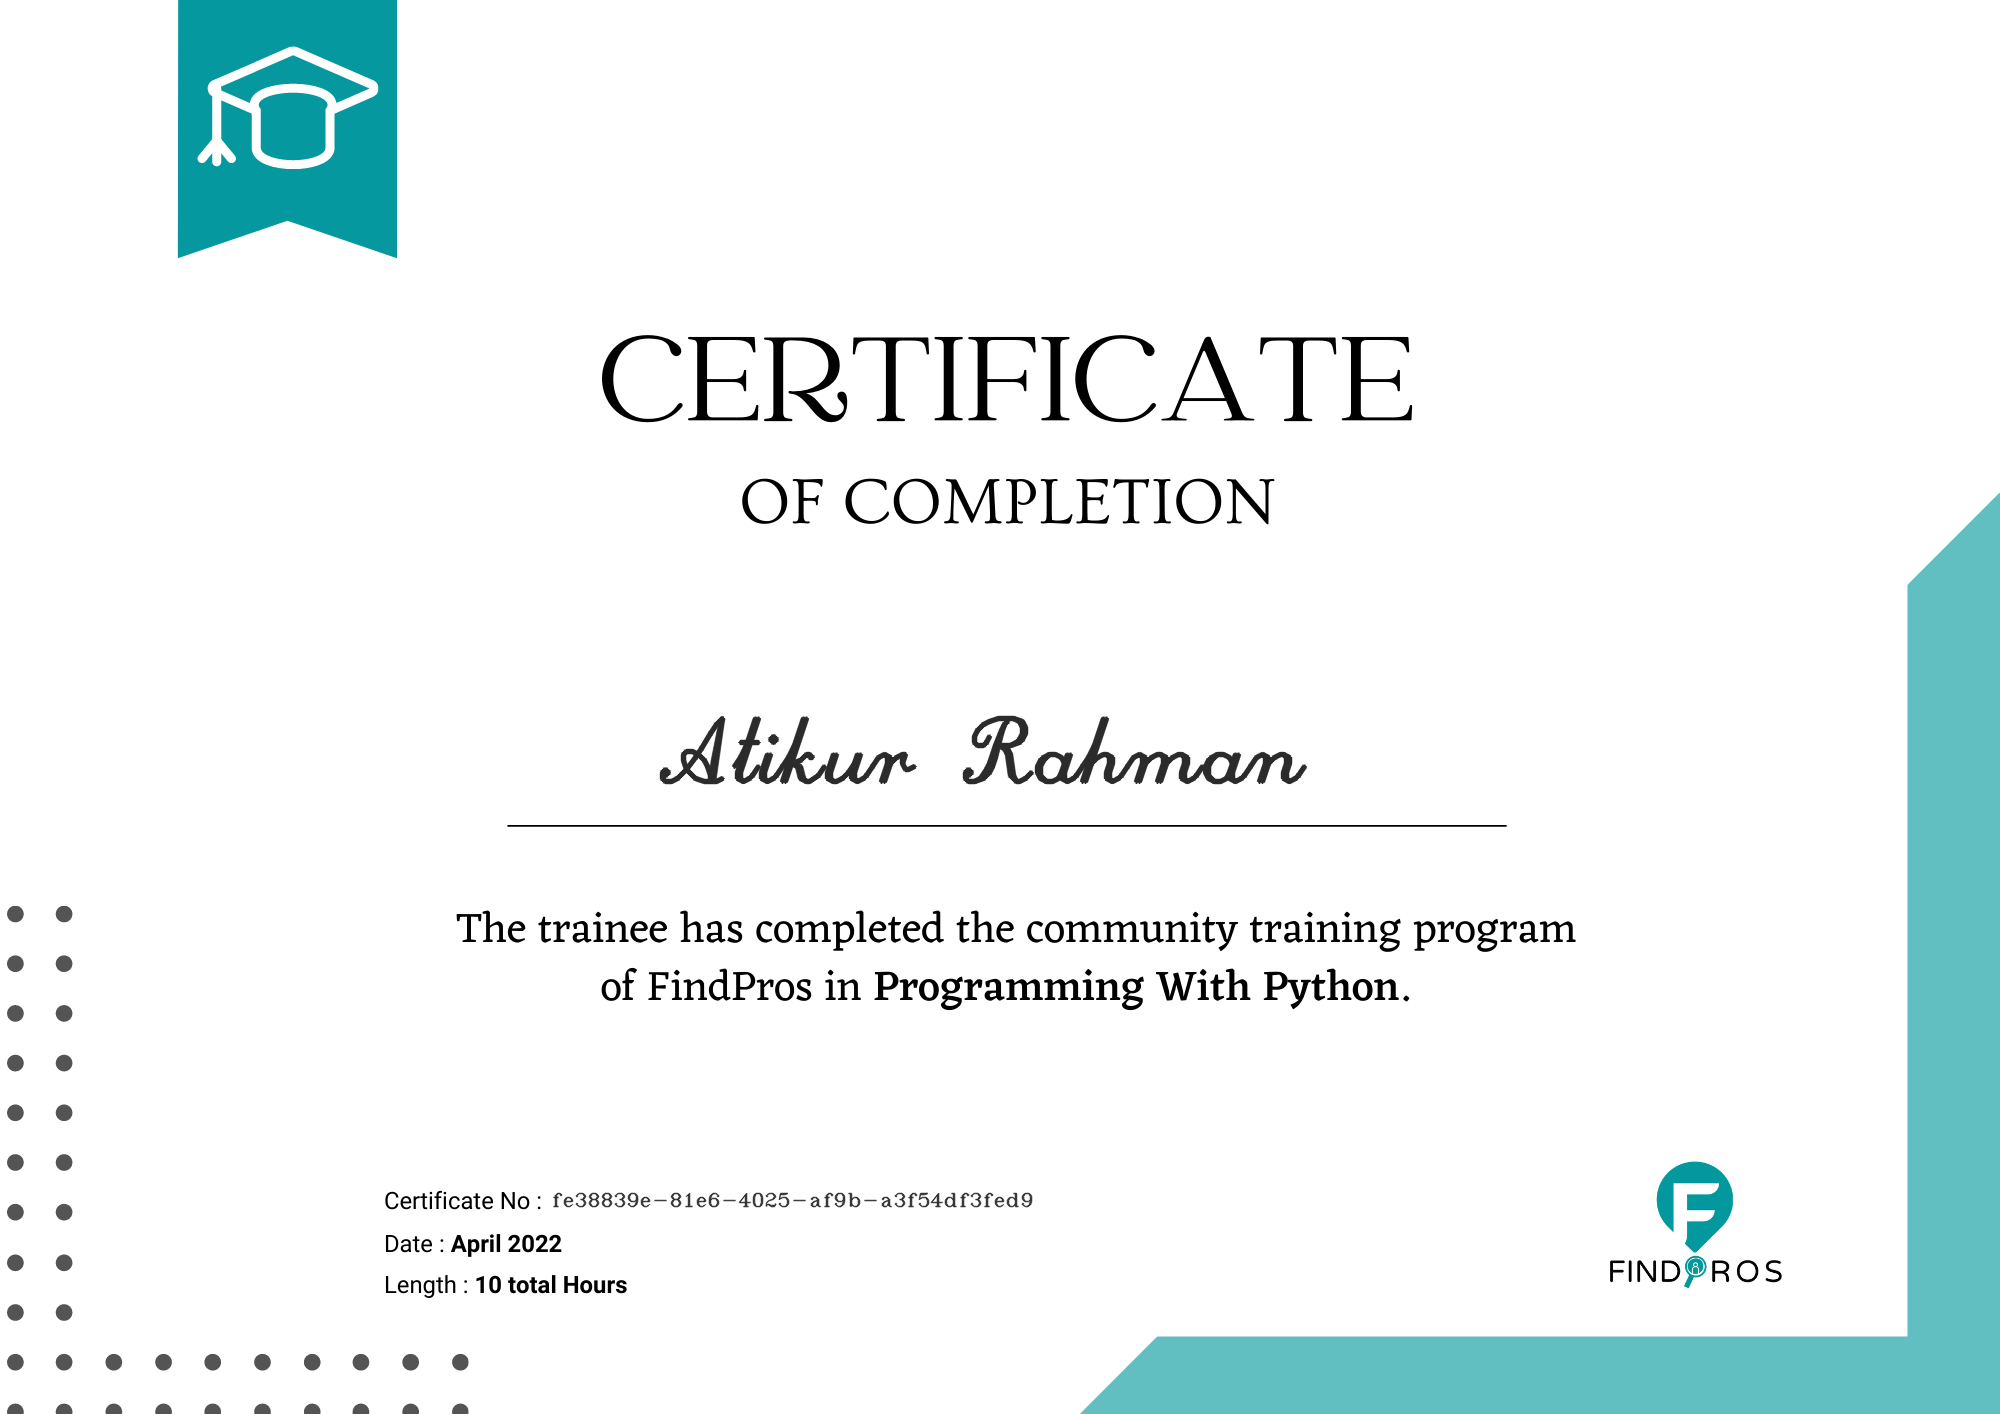 CERTIFICATE
OF COMPLETION
Atikur Rahman
The trainee has completed the community training program
of FindPros in Programming With Python.
Certificate No : fe38839e-81e6-4025-af9b-a3f54df3fed9
Date : April 2022
Length : 10 total Hours
F
FINDPROS